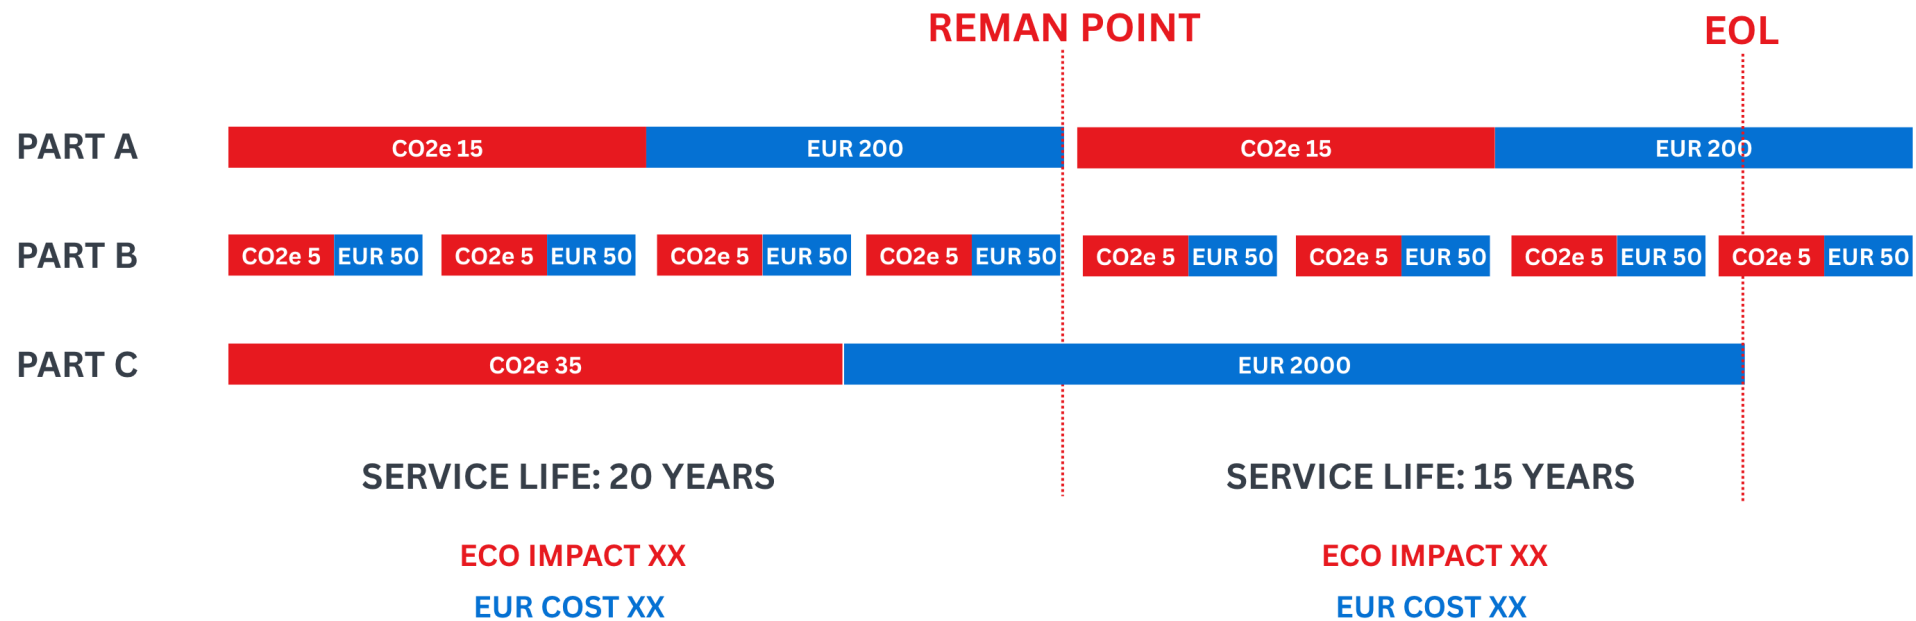 REMAN POINT
EOL
PART A
CO2e 15
EUR 200
CO2e 15
EUR 200
PART B
CO2e 5
EUR 50
CO2e 5
EUR 50
CO2e 5
EUR 50
CO2e 5
EUR 50
CO2e 5
EUR 50
CO2e 5
EUR 50
CO2e 5
EUR 50
CO2e 5
EUR 50
PART C
CO2e 35
EUR 2000
SERVICE LIFE: 20 YEARS
SERVICE LIFE: 15 YEARS
ECO IMPACT XX
ECO IMPACT XX
EUR COST XX
EUR COST XX